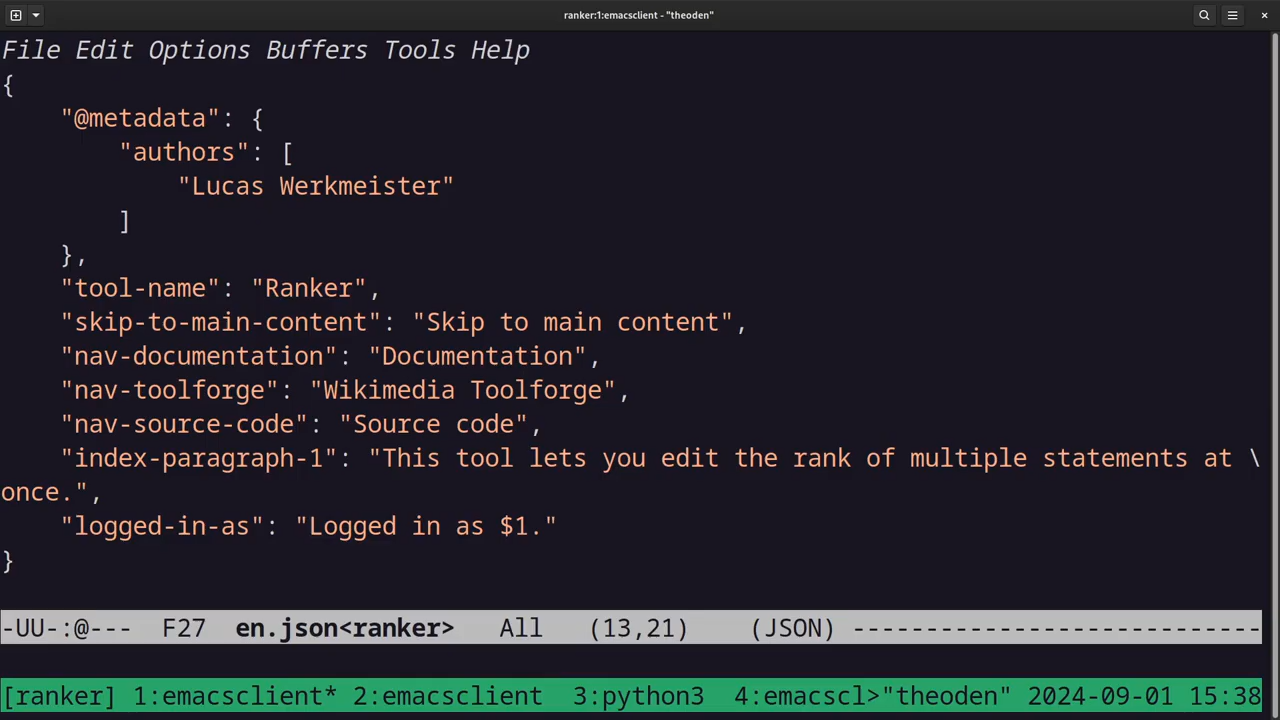 ranker:1:emacsclient - "theoden"
File Edit Options Buffers Tools Help
{
    "@metadata": {
        "authors": [
            "Lucas Werkmeister"
        ]
    },
    "tool-name": "Ranker",
    "skip-to-main-content": "Skip to main content",
    "nav-documentation": "Documentation",
    "nav-toolforge": "Wikimedia Toolforge",
    "nav-source-code": "Source code",
    "index-paragraph-1": "This tool lets you edit the rank of multiple statements at \
once.",
    "logged-in-as": "Logged in as $1."
}
-UU-:@---  F27  en.json<ranker>   All   (13,21)    (JSON) ----------------------------
[ranker] 1:emacsclient* 2:emacsclient  3:python3  4:emacscl>"theoden" 2024-09-01 15:38